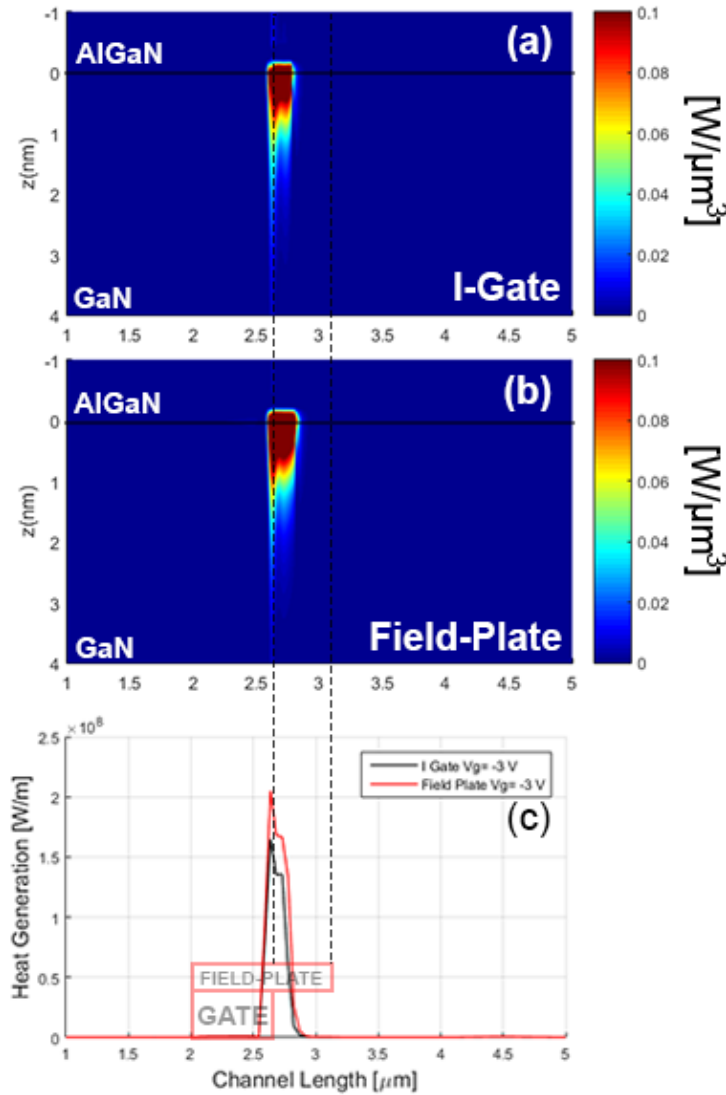 -1
AlGaN
(a)
0
1
z(nm)
2
3
GaN
I-Gate
4
1 1.5 2 2.5 3 3.5 4 4.5 5
0.1
0.08
0.06
0.04
0.02
0
[W/μm³]
-1
AlGaN
(b)
0
1
z(nm)
2
3
GaN
Field-Plate
4
1 1.5 2 2.5 3 3.5 4 4.5 5
0.1
0.08
0.06
0.04
0.02
0
[W/μm³]
×10⁸
2.5
2
1.5
1
0.5
0
Heat Generation [W/m]
I Gate Vg= -3 V
Field Plate Vg= -3 V
(c)
FIELD-PLATE
GATE
1 1.5 2 2.5 3 3.5 4 4.5 5
Channel Length [μm]